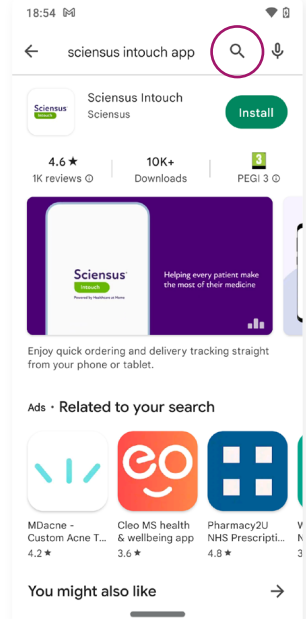 18:54
sciensus intouch app
Sciensus Intouch
Sciensus
Install
Sciensus
Intouch
4.6★
1K reviews
10K+
Downloads
3
PEGI 3
Sciensus
Intouch
Powered by Healthcare at Home
Helping every patient make
the most of their medicine
Enjoy quick ordering and delivery tracking straight
from your phone or tablet.
Ads · Related to your search
eo
MDacne -
Custom Acne T...
4.2★
Cleo MS health
& wellbeing app
3.6★
Pharmacy2U
NHS Prescripti...
4.8★
You might also like